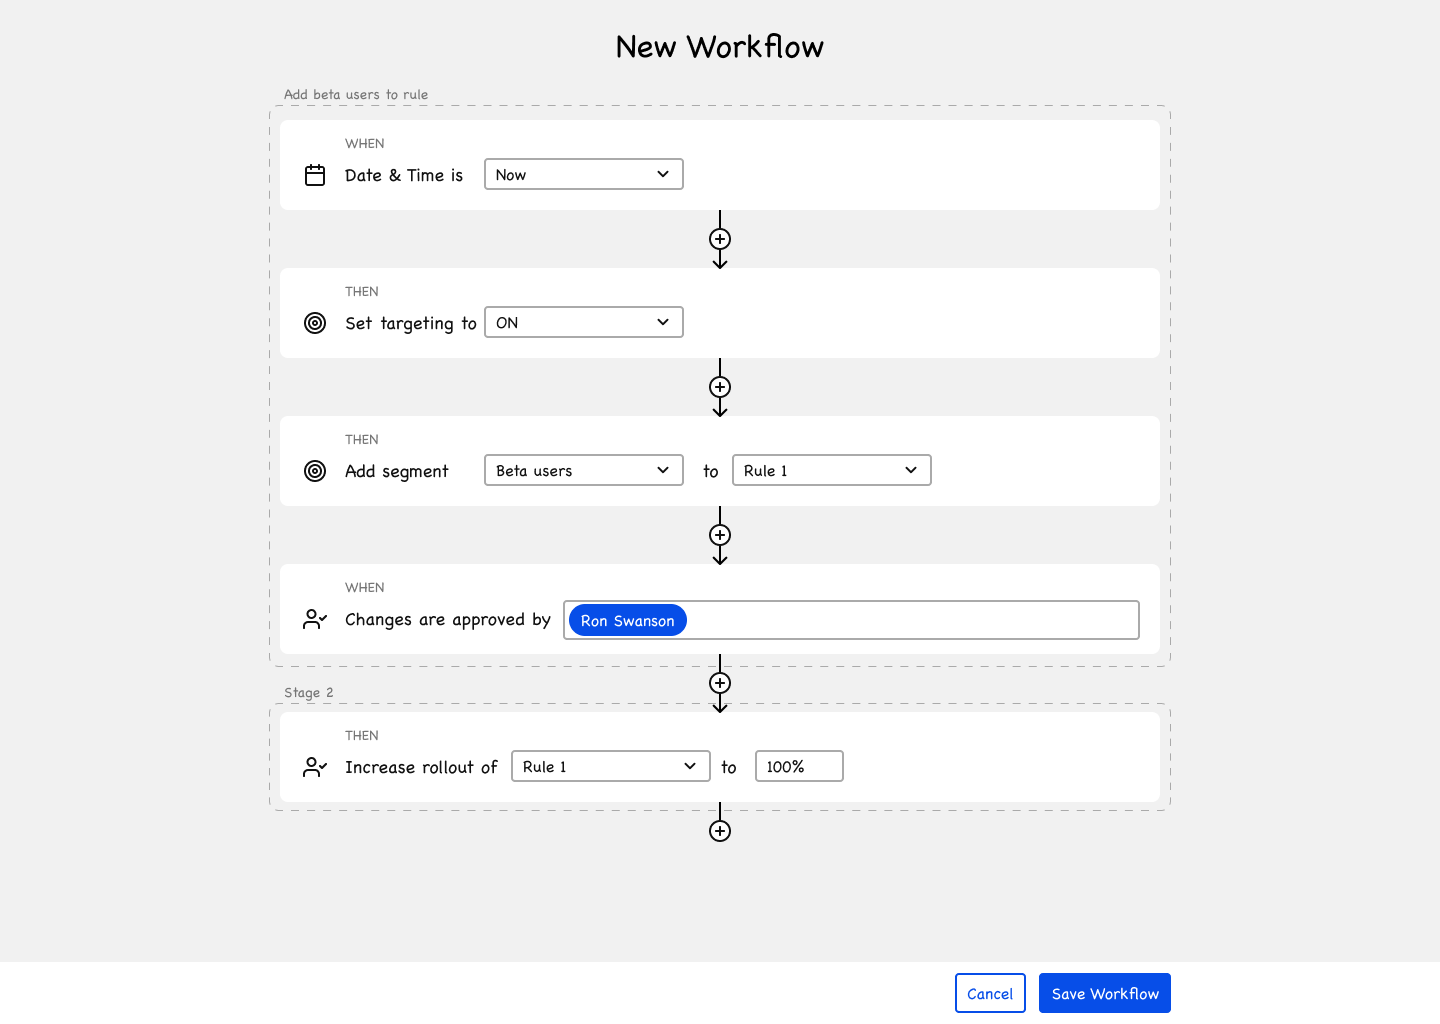 New Workflow
Add beta users to rule
WHEN
Date & Time is Now
THEN
Set targeting to ON
THEN
Add segment Beta users to Rule 1
WHEN
Changes are approved by Ron Swanson
Stage 2
THEN
Increase rollout of Rule 1 to 100%
Cancel Save Workflow